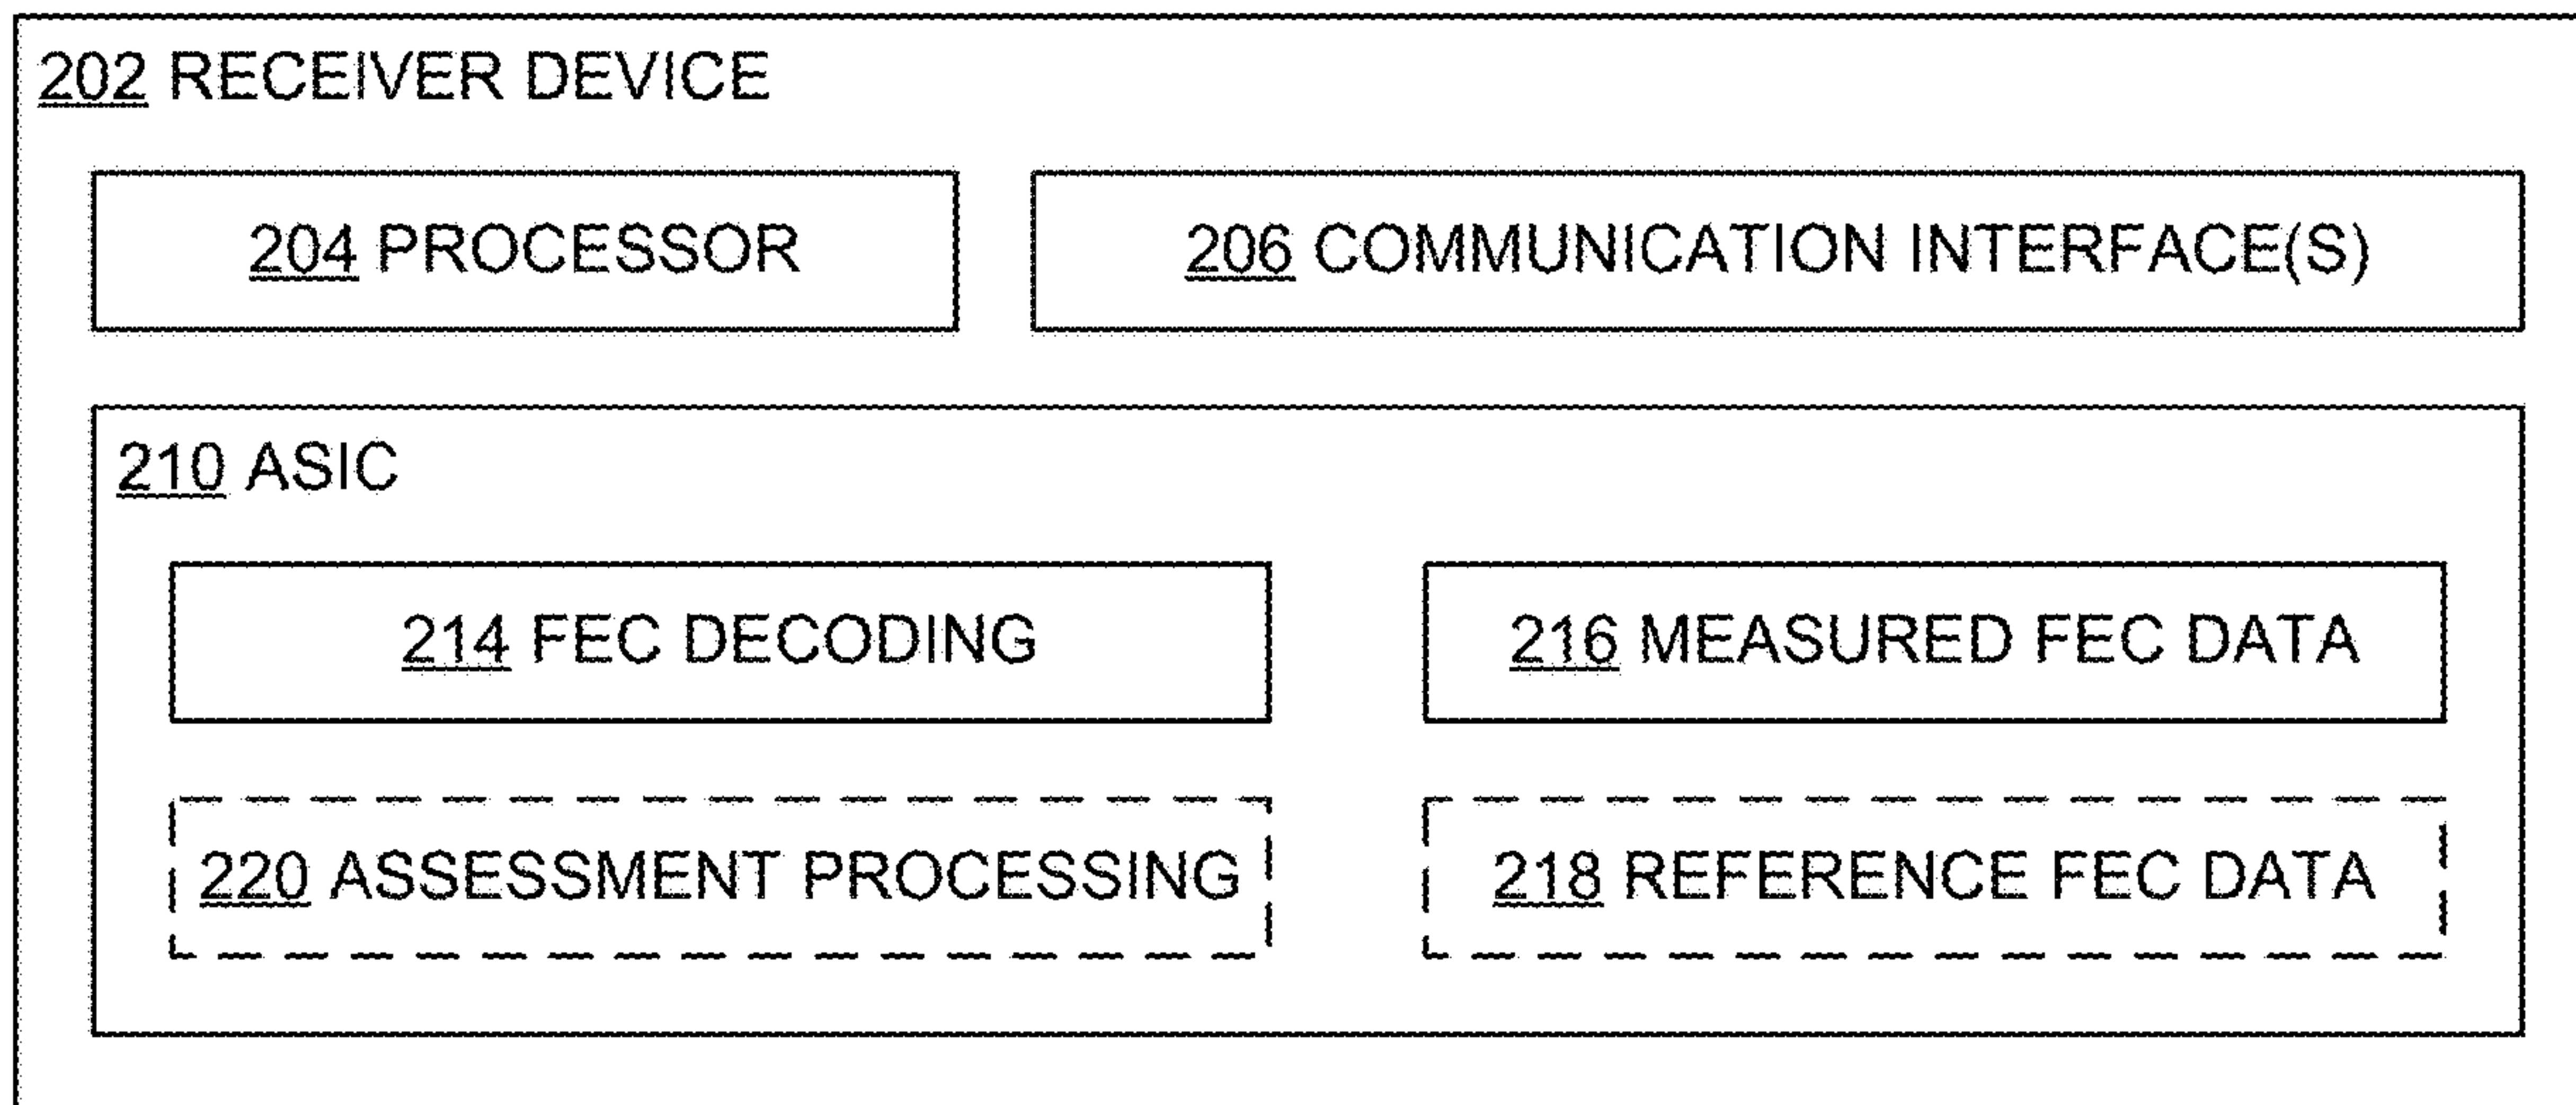 202 RECEIVER DEVICE
204 PROCESSOR
206 COMMUNICATION INTERFACE(S)
210 ASIC
214 FEC DECODING
216 MEASURED FEC DATA
220 ASSESSMENT PROCESSING
218 REFERENCE FEC DATA